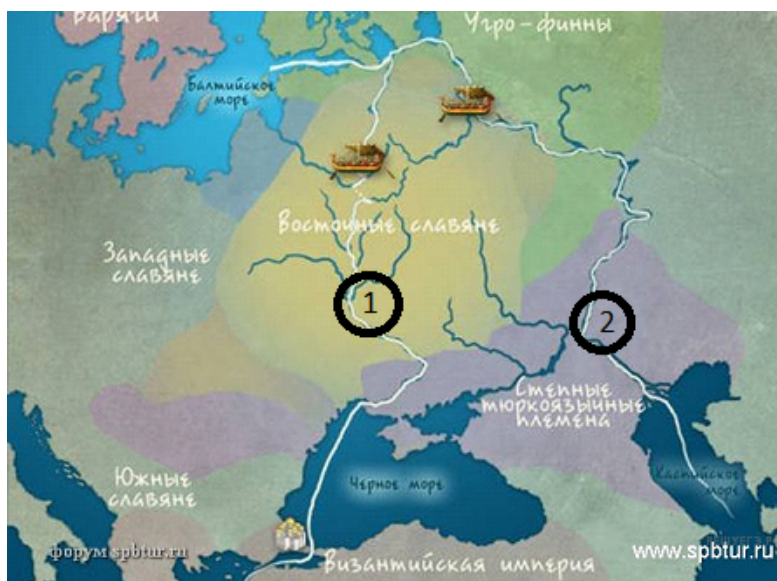 Варяги
Угро-финны
Балтийское
море
Восточные славяне
Западные
славяне
1
2
Степные
тюркоязычные
племена
Южные
славяне
Черное море
Каспийское
море
форум spbtur.ru
www.spbtur.ru
Византийская империя